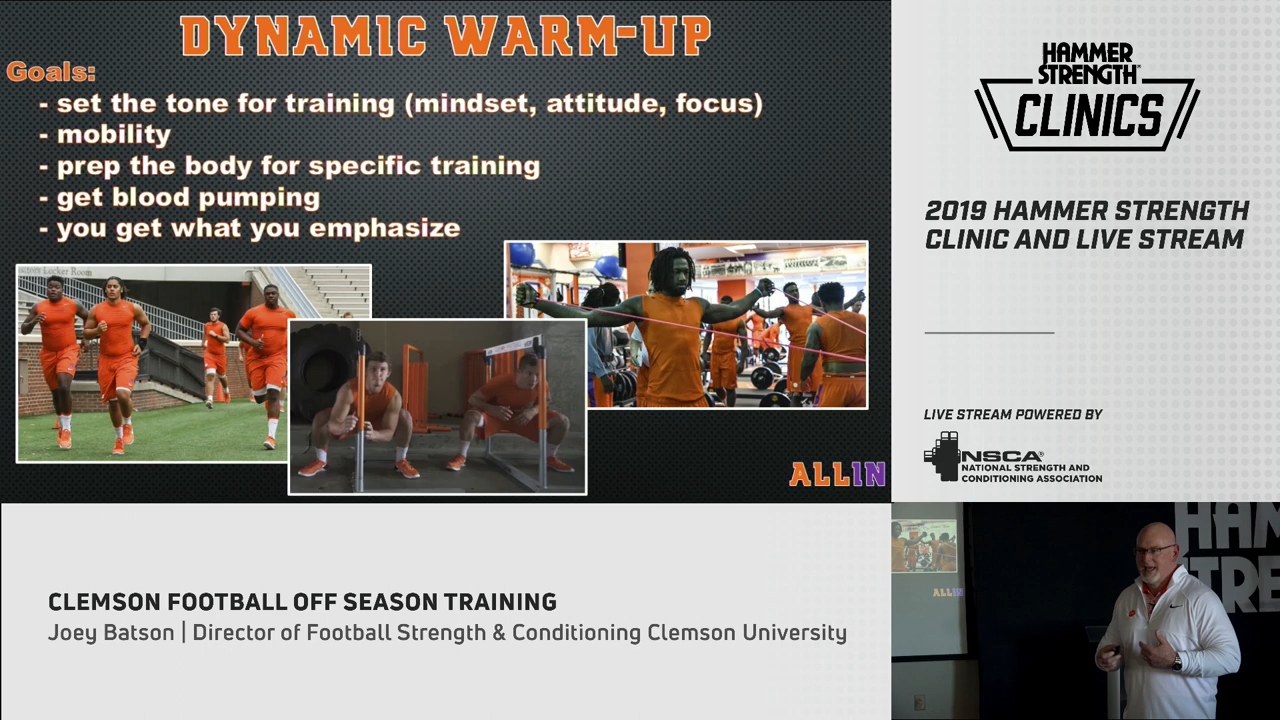 DYNAMIC WARM-UP
Goals:
- set the tone for training (mindset, attitude, focus)
- mobility
- prep the body for specific training
- get blood pumping
- you get what you emphasize
ALLIN
HAMMER
STRENGTH®
CLINICS
2019 HAMMER STRENGTH
CLINIC AND LIVE STREAM
LIVE STREAM POWERED BY
NSCA®
NATIONAL STRENGTH AND
CONDITIONING ASSOCIATION
CLEMSON FOOTBALL OFF SEASON TRAINING
Joey Batson | Director of Football Strength & Conditioning Clemson University
HAM
TRE
ALLIN